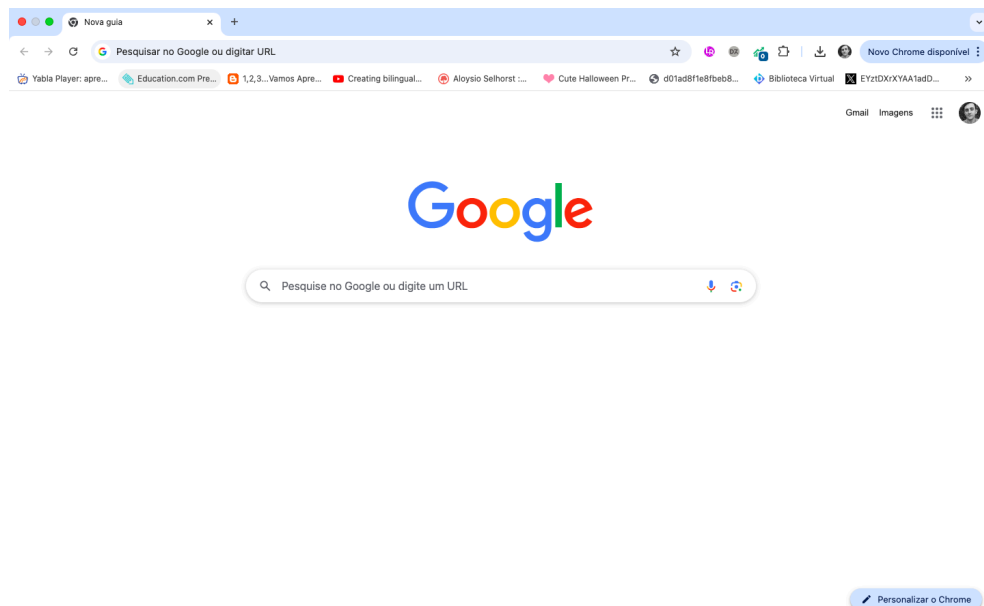 Nova guia
Pesquisar no Google ou digitar URL
Novo Chrome disponível
Yabla Player: apre... Education.com Pre... 1,2,3...Vamos Apre... Creating bilingual... Aloysio Selhorst :... Cute Halloween Pr... d01ad8f1e8fbeb8... Biblioteca Virtual EYztDXrXYAA1adD...
Gmail Imagens
Google
Pesquise no Google ou digite um URL
Personalizar o Chrome